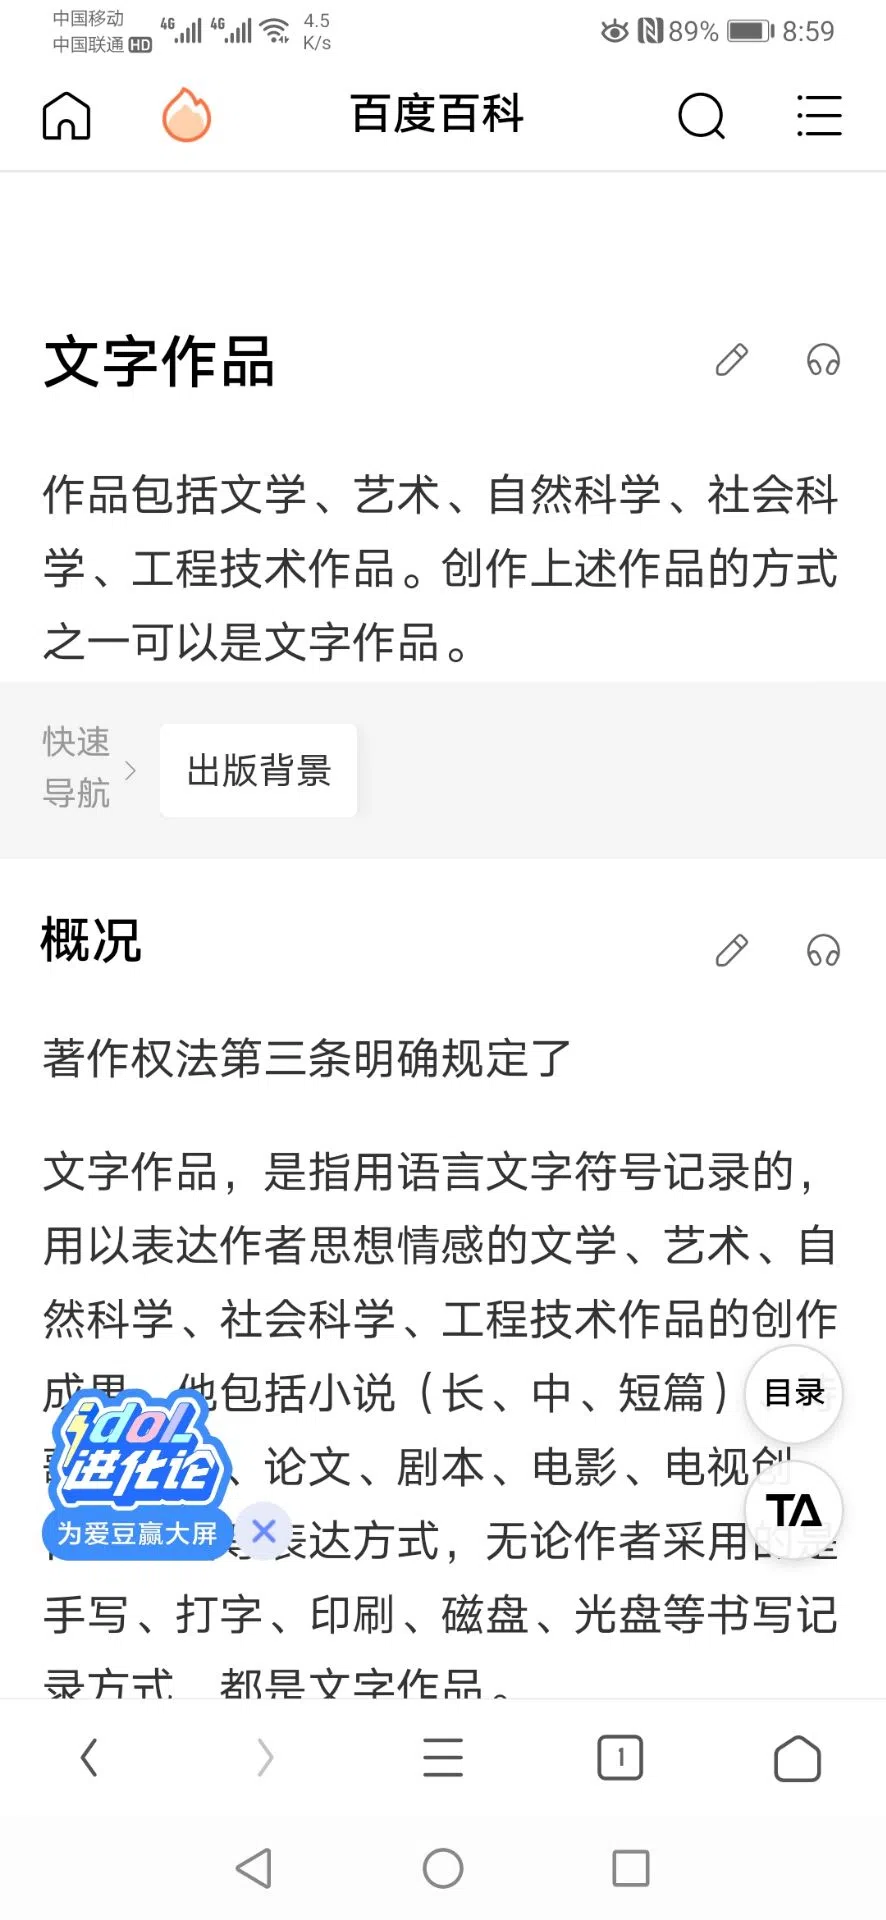 中国移动
中国联通 HD
4G
4G
4.5
K/s
89%
8:59
百度百科
文字作品
作品包括文学、艺术、自然科学、社会科
学、工程技术作品。创作上述作品的方式
之一可以是文字作品。
快速
导航
出版背景
概况
著作权法第三条明确规定了
文字作品，是指用语言文字符号记录的，
用以表达作者思想情感的文学、艺术、自
然科学、社会科学、工程技术作品的创作
成果 他包括小说（长、中、短篇）
目录
、论文、剧本、电影、电视创
TA
idol
进化论
为爱豆赢大屏
表达方式，无论作者采用的是
手写、打字、印刷、磁盘、光盘等书写记
录方式 都是文字作品。
1